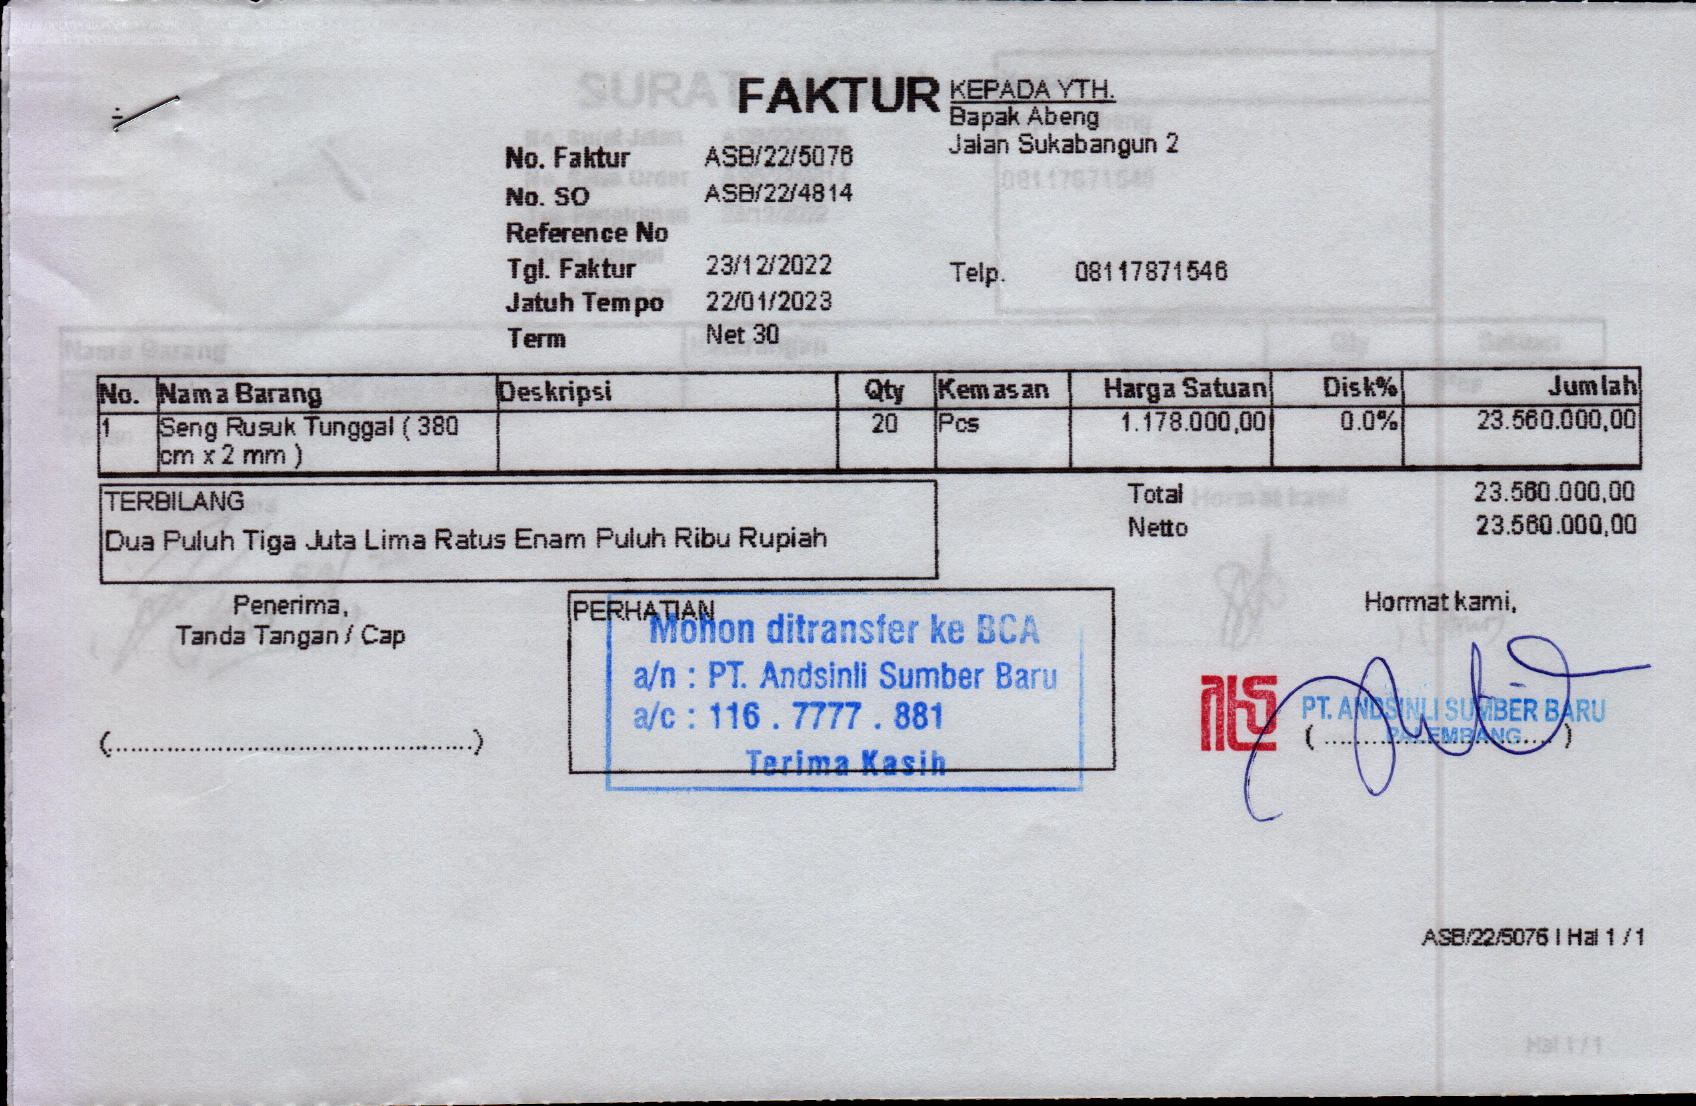 FAKTUR
KEPADA YTH.
Bapak Abeng
Jalan Sukabangun 2
No. Faktur ASB/22/5076
No. SO ASB/22/4814
Reference No
Tgl. Faktur 23/12/2022
Telp. 08117871546
Jatuh Tempo 22/01/2023
Term Net 30
No. Nama Barang Deskripsi Qty Kemasan Harga Satuan Disk% Jumlah
1 Seng Rusuk Tunggal ( 380 20 Pcs 1.178.000,00 0.0% 23.560.000,00
cm x 2 mm )
TERBILANG
Dua Puluh Tiga Juta Lima Ratus Enam Puluh Ribu Rupiah
Total 23.560.000,00
Netto 23.560.000,00
Penerima,
Tanda Tangan / Cap
(................................................)
PERHATIAN
Mohon ditransfer ke BCA
a/n : PT. Andsinli Sumber Baru
a/c : 116 . 7777 . 881
Terima Kasih
Hormat kami,
PT. ANDSINLI SUMBER BARU
PALEMBANG
ASB/22/5076 | Hal 1 / 1